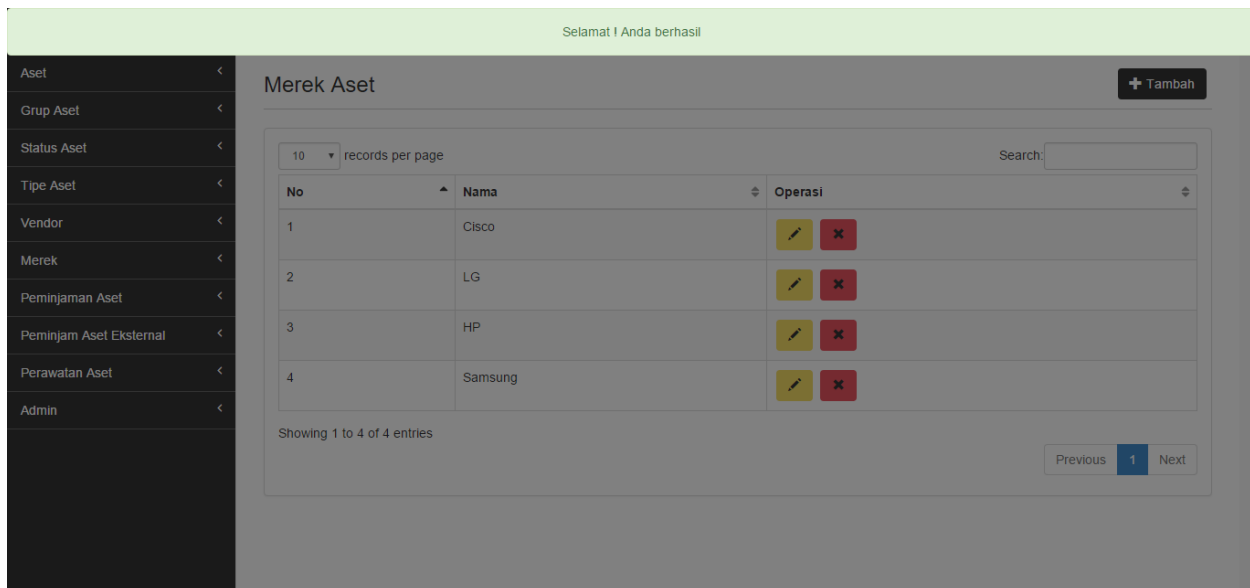 Selamat ! Anda berhasil
Aset
Grup Aset
Status Aset
Tipe Aset
Vendor
Merek
Peminjaman Aset
Peminjam Aset Eksternal
Perawatan Aset
Admin
Merek Aset
Tambah
10 records per page
Search:
No Nama Operasi
1 Cisco
2 LG
3 HP
4 Samsung
Showing 1 to 4 of 4 entries
Previous 1 Next